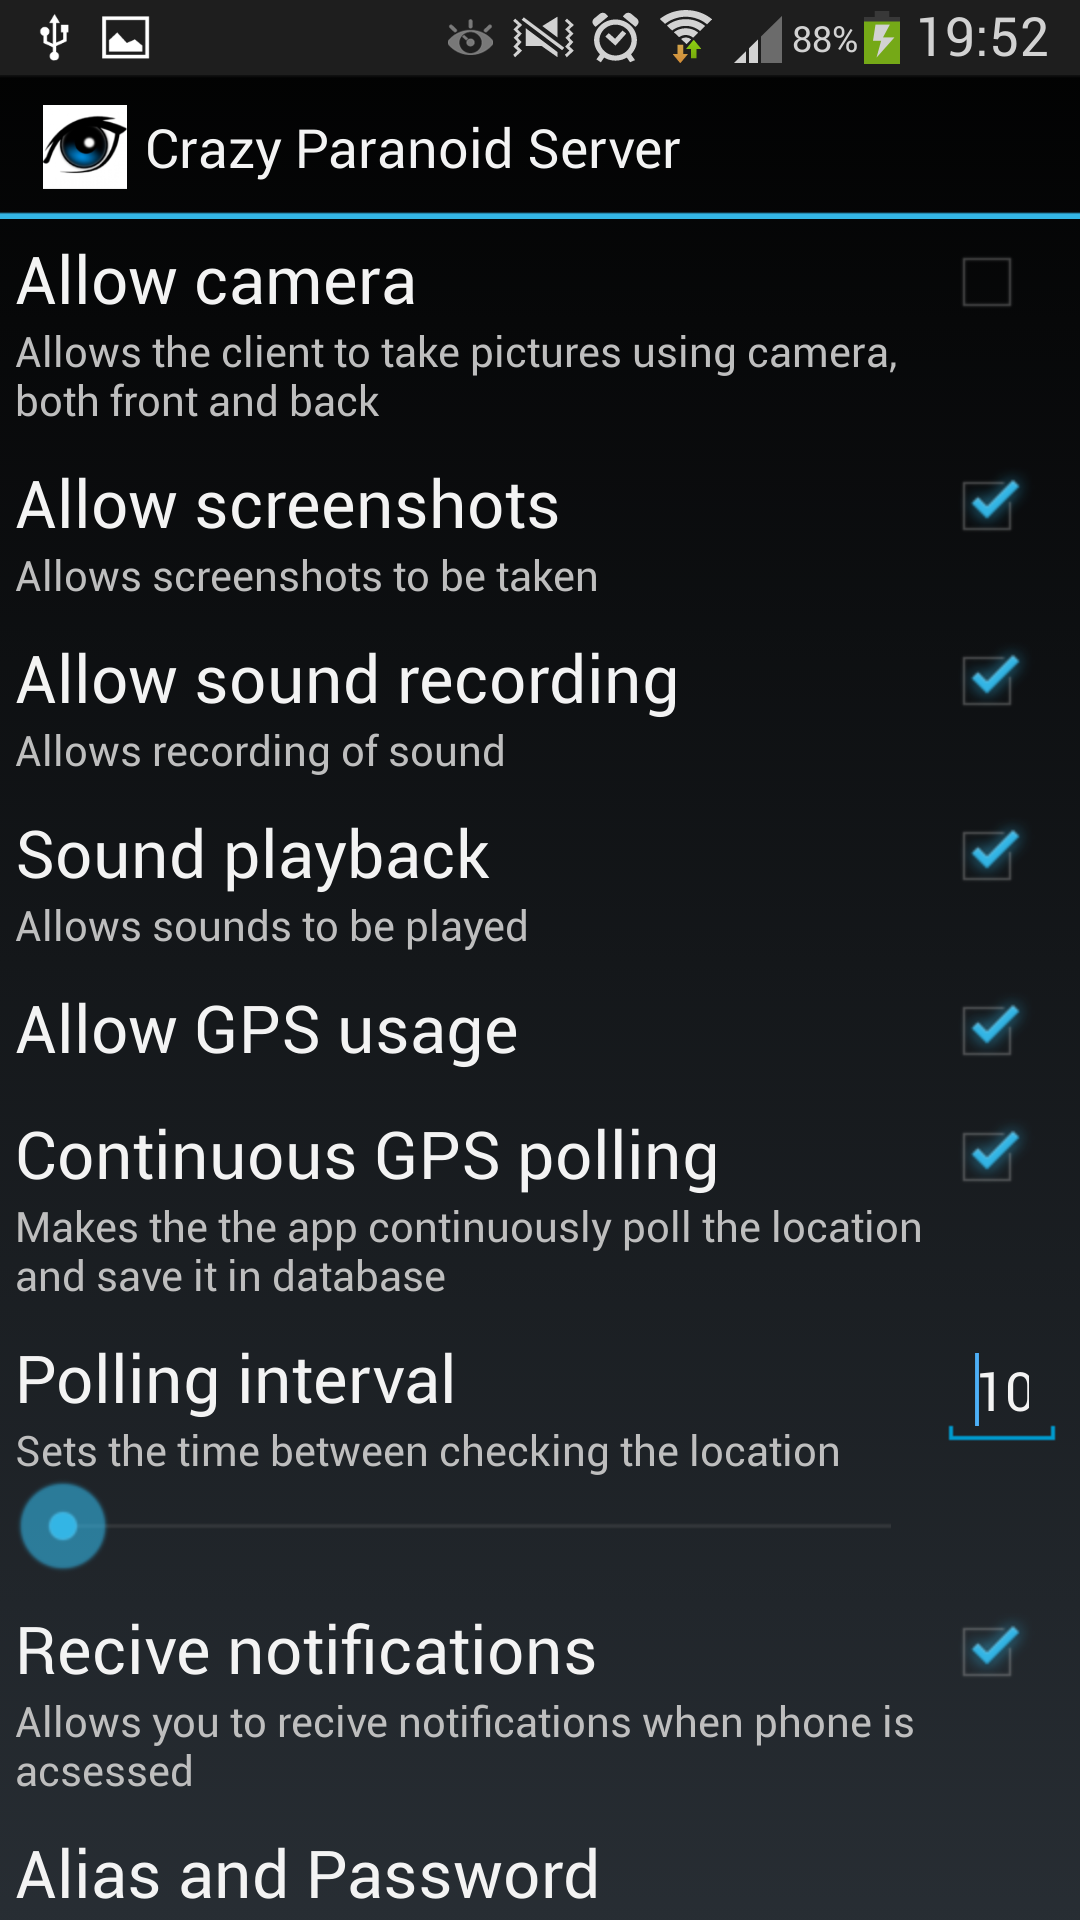 88% 19:52
Crazy Paranoid Server
Allow camera
Allows the client to take pictures using camera,
both front and back
Allow screenshots
Allows screenshots to be taken
Allow sound recording
Allows recording of sound
Sound playback
Allows sounds to be played
Allow GPS usage
Continuous GPS polling
Makes the the app continuously poll the location
and save it in database
Polling interval
10
Sets the time between checking the location
Recive notifications
Allows you to recive notifications when phone is
acsessed
Alias and Password